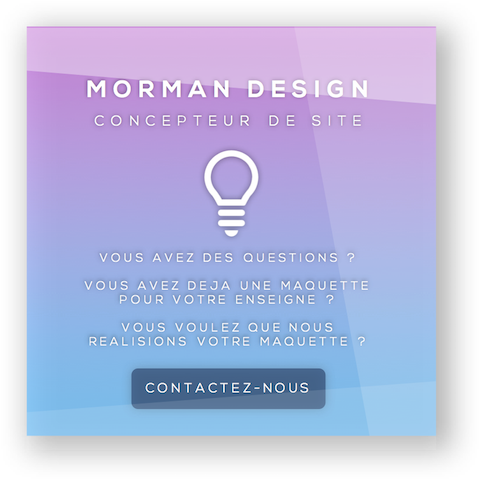 MORMAN DESIGN
CONCEPTEUR DE SITE
VOUS AVEZ DES QUESTIONS ?
VOUS AVEZ DEJA UNE MAQUETTE
POUR VOTRE ENSEIGNE ?
VOUS VOULEZ QUE NOUS
REALISIONS VOTRE MAQUETTE ?
CONTACTEZ-NOUS